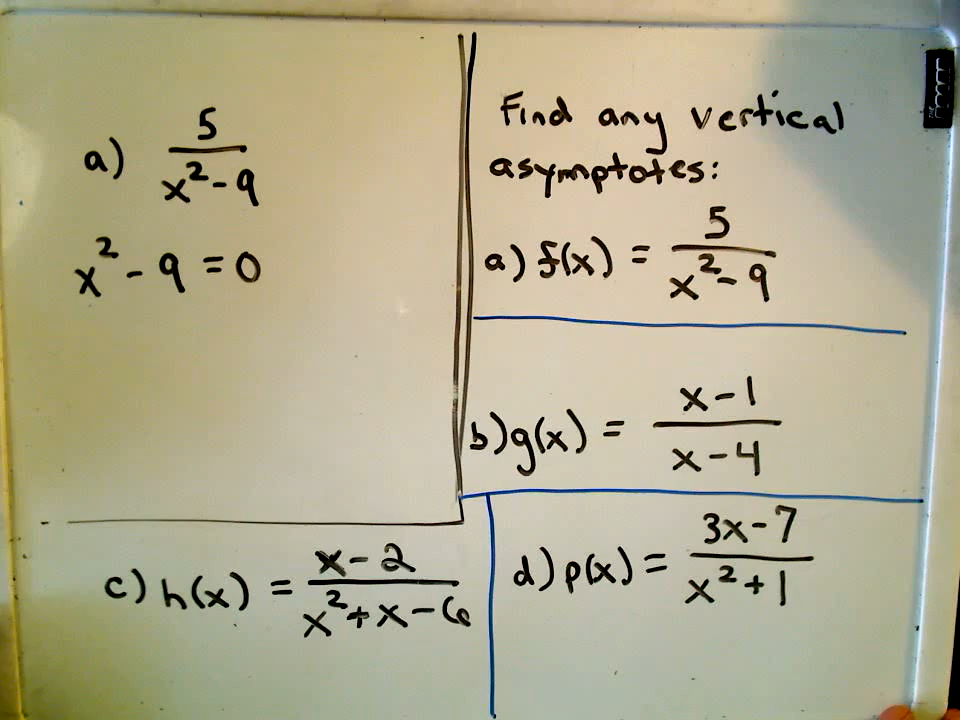 a) 5/(x² - 9)
x² - 9 = 0
Find any vertical
asymptotes:
a) f(x) = 5/(x² - 9)
b) g(x) = (x - 1)/(x - 4)
c) h(x) = (x - 2)/(x² + x - 6)
d) p(x) = (3x - 7)/(x² + 1)